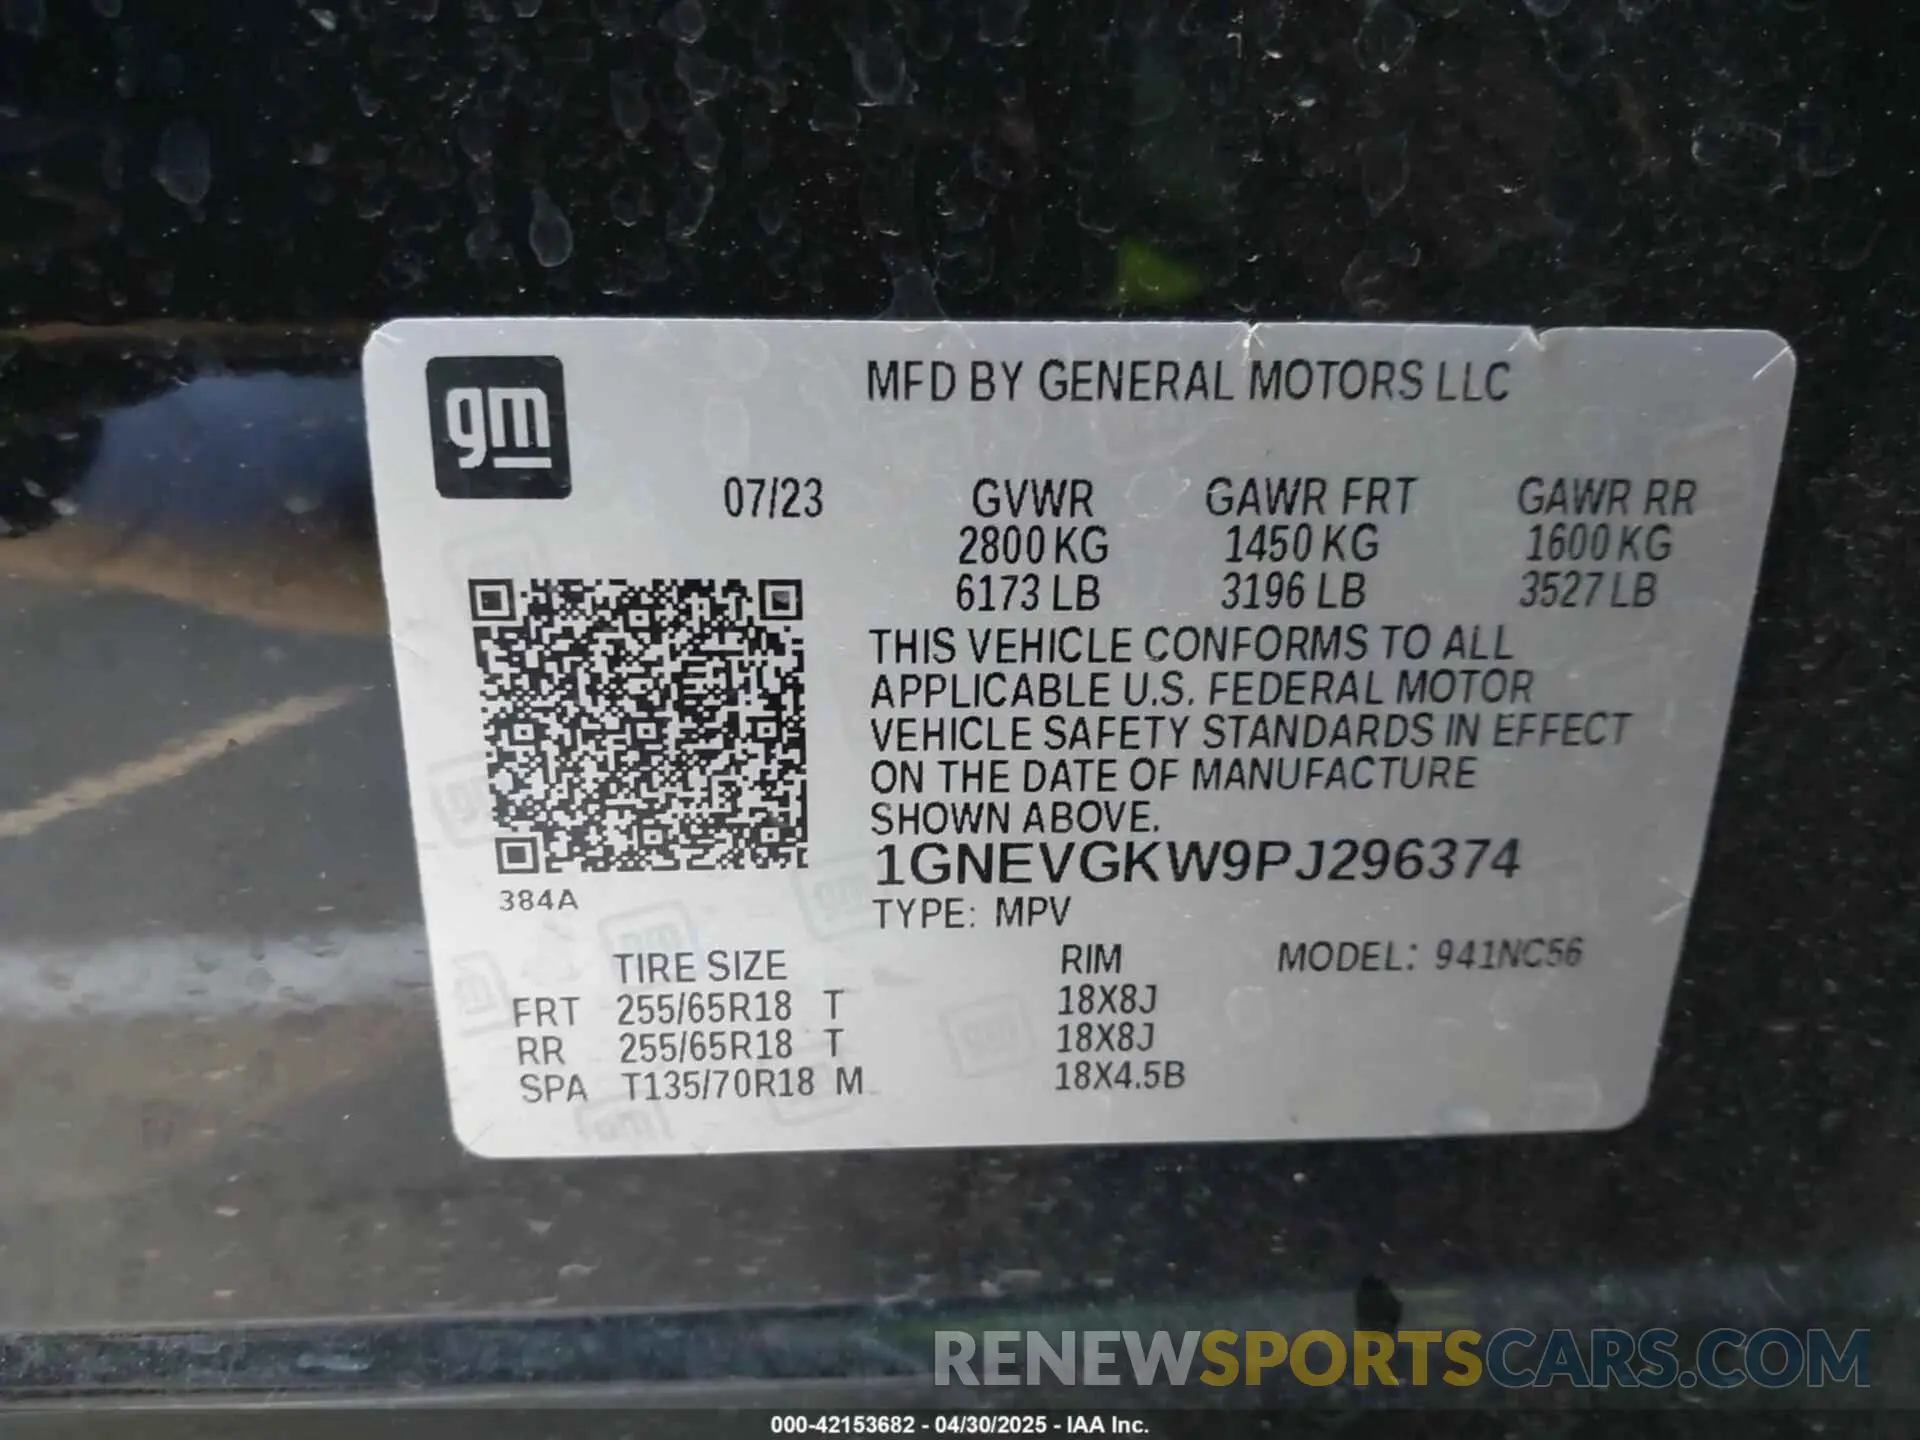 gm
MFD BY GENERAL MOTORS LLC
07/23 GVWR GAWR FRT GAWR RR
2800 KG 1450 KG 1600 KG
6173 LB 3196 LB 3527 LB
THIS VEHICLE CONFORMS TO ALL
APPLICABLE U.S. FEDERAL MOTOR
VEHICLE SAFETY STANDARDS IN EFFECT
ON THE DATE OF MANUFACTURE
SHOWN ABOVE.
1GNEVGKW9PJ296374
384A
TYPE: MPV
TIRE SIZE RIM MODEL: 941NC56
FRT 255/65R18 T 18X8J
RR 255/65R18 T 18X8J
SPA T135/70R18 M 18X4.5B
RENEWSPORTSCARS.COM
000-42153682 - 04/30/2025 - IAA Inc.